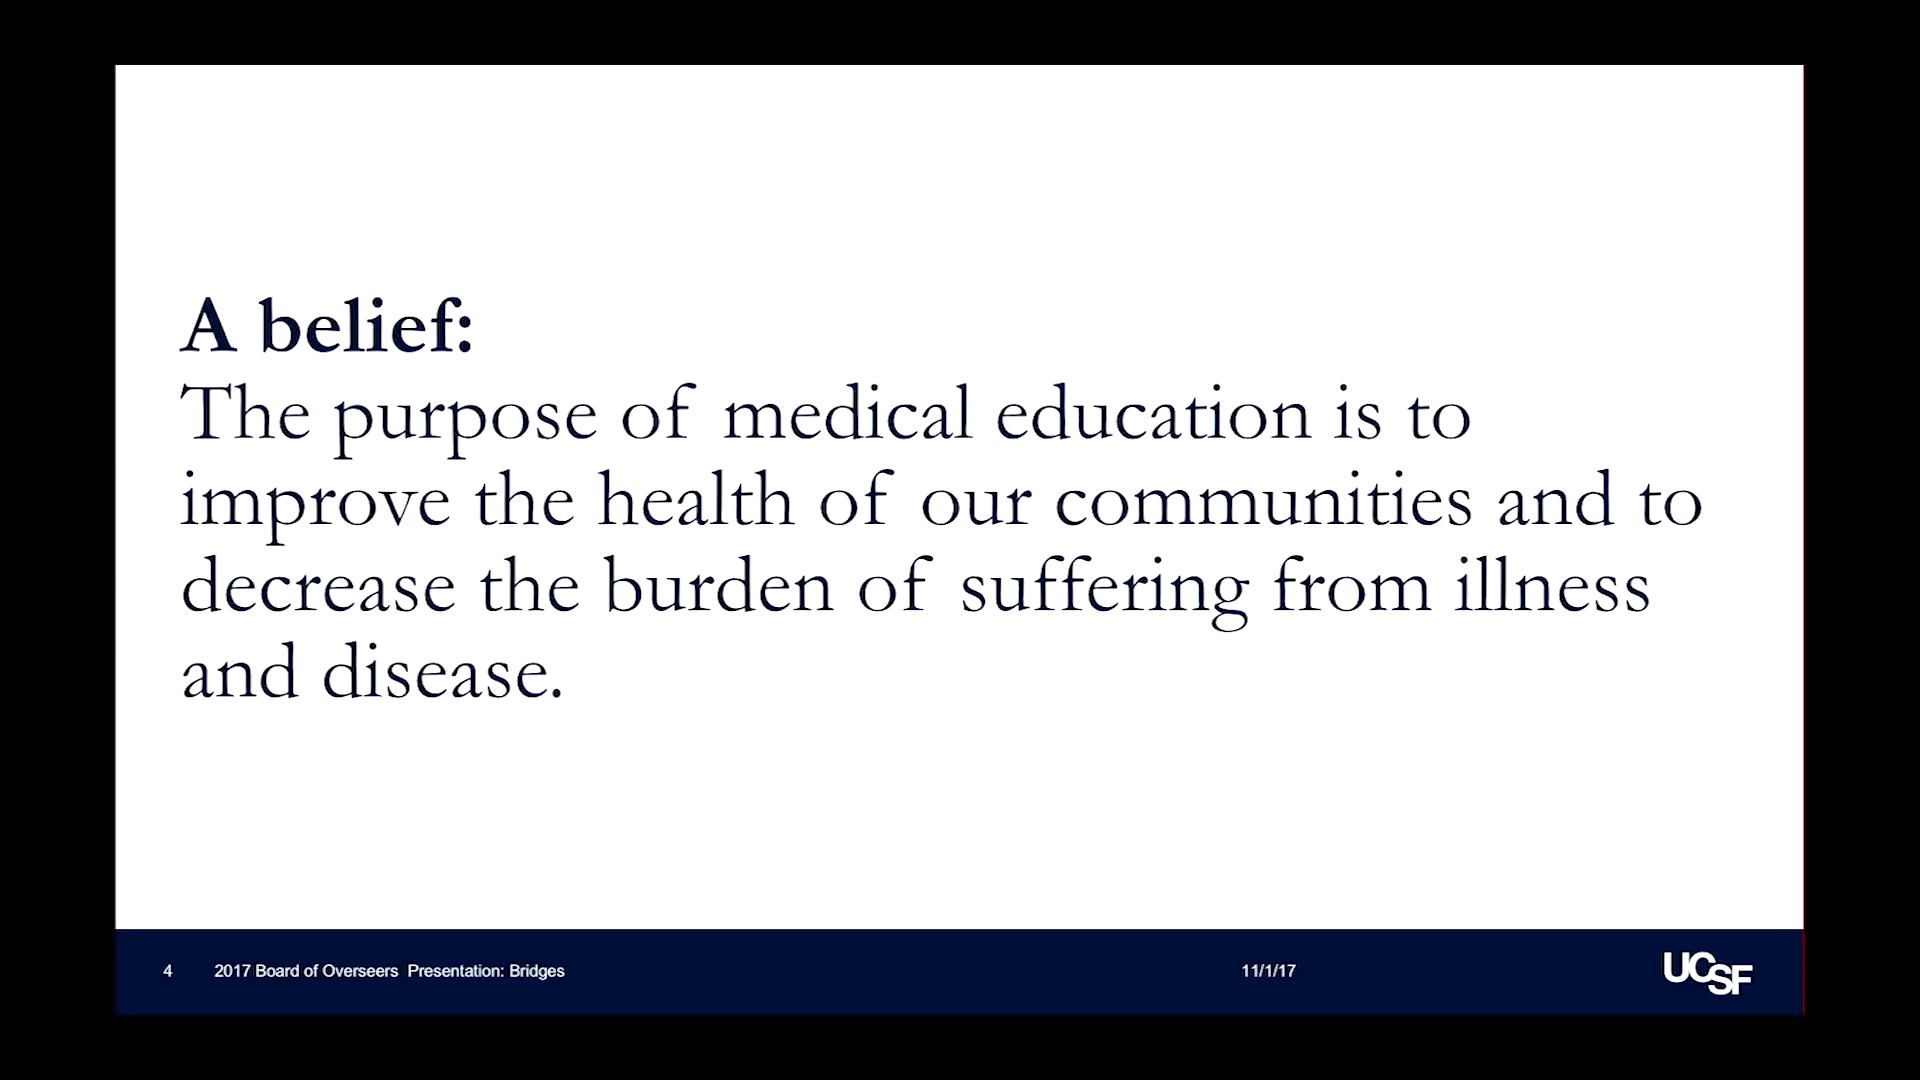 A belief:
The purpose of medical education is to
improve the health of our communities and to
decrease the burden of suffering from illness
and disease.
4 2017 Board of Overseers Presentation: Bridges 11/1/17 UCSF